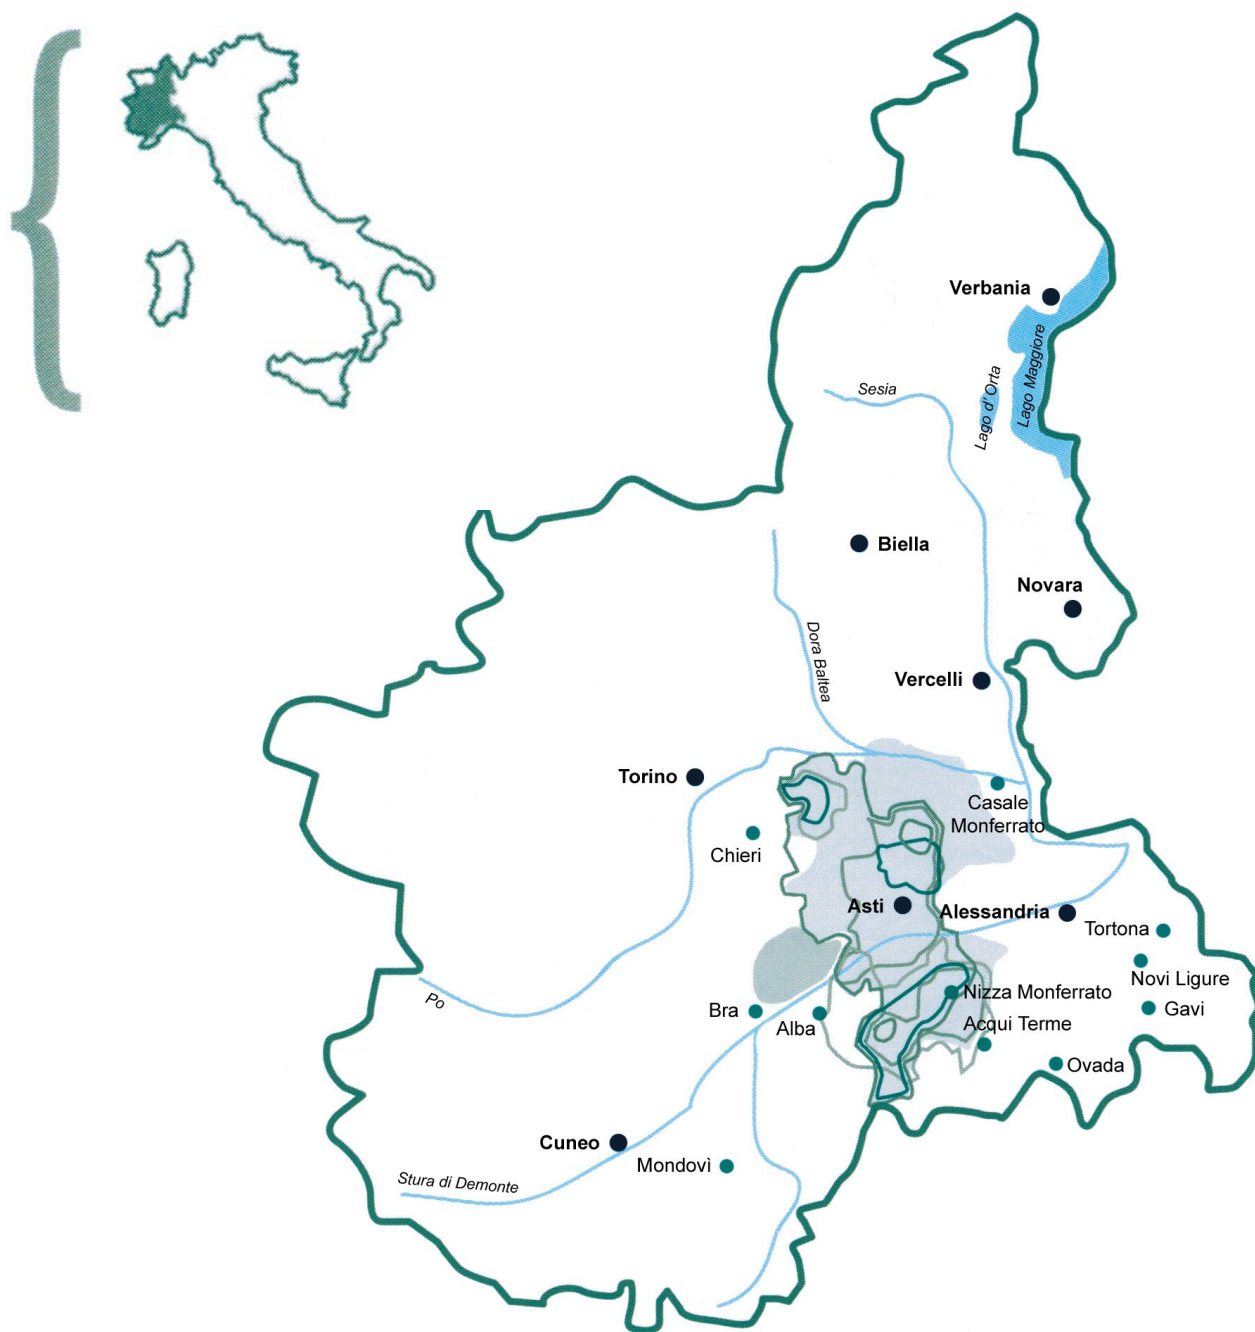 Verbania
Lago Maggiore
Lago d' Orta
Sesia
Biella
Novara
Dora Baltea
Vercelli
Torino
Casale
Monferrato
Chieri
Asti
Alessandria
Tortona
Novi Ligure
Po
Nizza Monferrato
Bra
Alba
Gavi
Acqui Terme
Ovada
Cuneo
Mondovì
Stura di Demonte